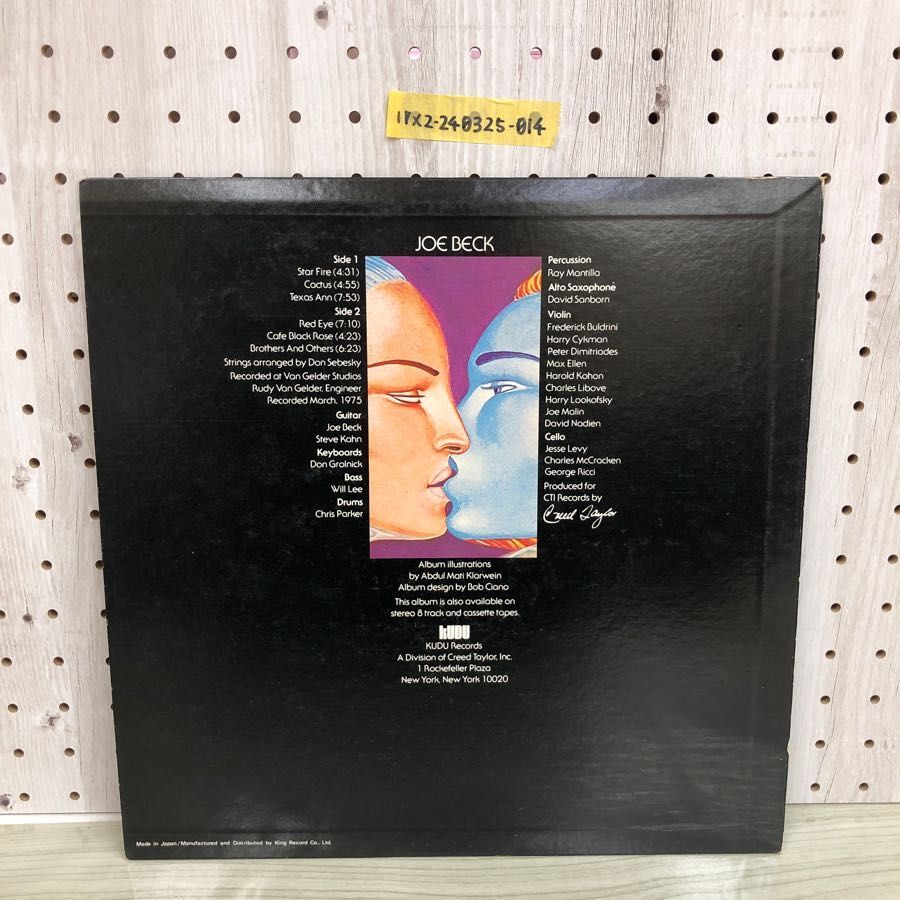 17X2-240325-014
JOE BECK
Side 1
Star Fire (4:31)
Cactus (4:55)
Texas Ann (7:53)
Side 2
Red Eye (7:10)
Cafe Black Rose (4:23)
Brothers And Others (6:23)
Strings arranged by Don Sebesky
Recorded at Van Gelder Studios
Rudy Van Gelder, Engineer
Recorded March, 1975
Guitar
Joe Beck
Steve Kahn
Keyboards
Don Grolnick
Bass
Will Lee
Drums
Chris Parker
Percussion
Ray Mantilla
Alto Saxophone
David Sanborn
Violin
Frederick Buldrini
Harry Cykman
Peter Dimitriades
Max Ellen
Harold Kohon
Charles Libove
Harry Lookofsky
Joe Malin
David Nadien
Cello
Jesse Levy
Charles McCracken
George Ricci
Produced for
CTI Records by
Creed Taylor
Album illustrations
by Abdul Mati Klarwein
Album design by Bob Ciano
This album is also available on
stereo 8 track and cassette tapes.
KUDU
KUDU Records
A Division of Creed Taylor, Inc.
1 Rockefeller Plaza
New York, New York 10020
Made in Japan/Manufactured and Distributed by King Record Co., Ltd.